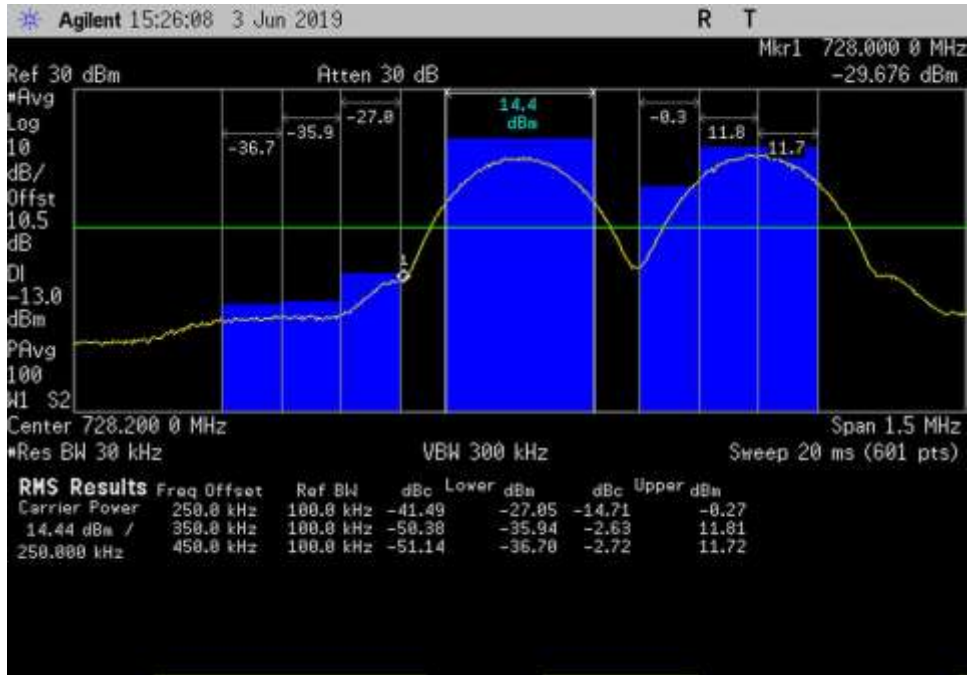 Agilent 15:26:08 3 Jun 2019 R T
Mkr1 728.000 0 MHz
Ref 30 dBm Atten 30 dB -29.676 dBm
#Avg
Log
10
dB/
Offst
10.5
dB
DI
-13.0
dBm
PAvg
100
W1 S2
-36.7
-35.9
-27.0
14.4
dBm
-0.3
11.8
11.7
1
Center 728.200 0 MHz Span 1.5 MHz
#Res BW 30 kHz VBW 300 kHz Sweep 20 ms (601 pts)
RMS Results Freq Offset Ref BW dBc Lower dBm dBc Upper dBm
Carrier Power 250.0 kHz 100.0 kHz -41.49 -27.05 -14.71 -0.27
14.44 dBm / 350.0 kHz 100.0 kHz -50.38 -35.94 -2.63 11.81
250.000 kHz 450.0 kHz 100.0 kHz -51.14 -36.70 -2.72 11.72